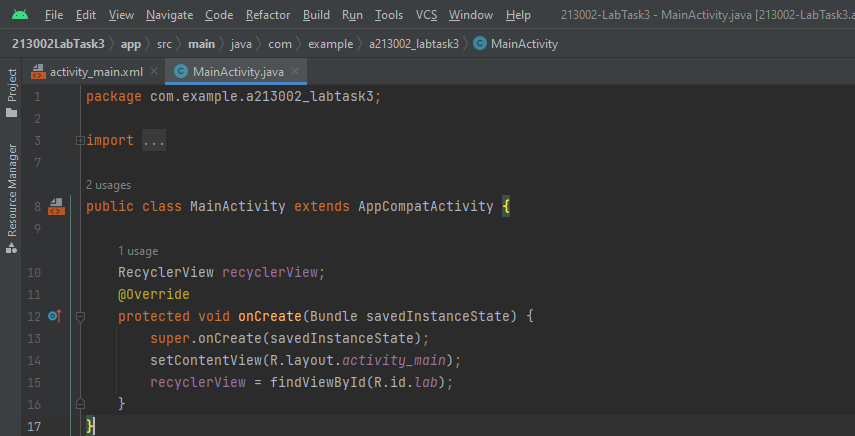 File Edit View Navigate Code Refactor Build Run Tools VCS Window Help 213002-LabTask3 - MainActivity.java [213002-LabTask3.a
213002LabTask3 app src main java com example a213002_labtask3 MainActivity
activity_main.xml MainActivity.java
Project
Resource Manager
1 package com.example.a213002_labtask3;
2
3 import ...
7
2 usages
8 public class MainActivity extends AppCompatActivity {
9
1 usage
10 RecyclerView recyclerView;
11 @Override
12 protected void onCreate(Bundle savedInstanceState) {
13 super.onCreate(savedInstanceState);
14 setContentView(R.layout.activity_main);
15 recyclerView = findViewById(R.id.lab);
16 }
17 }